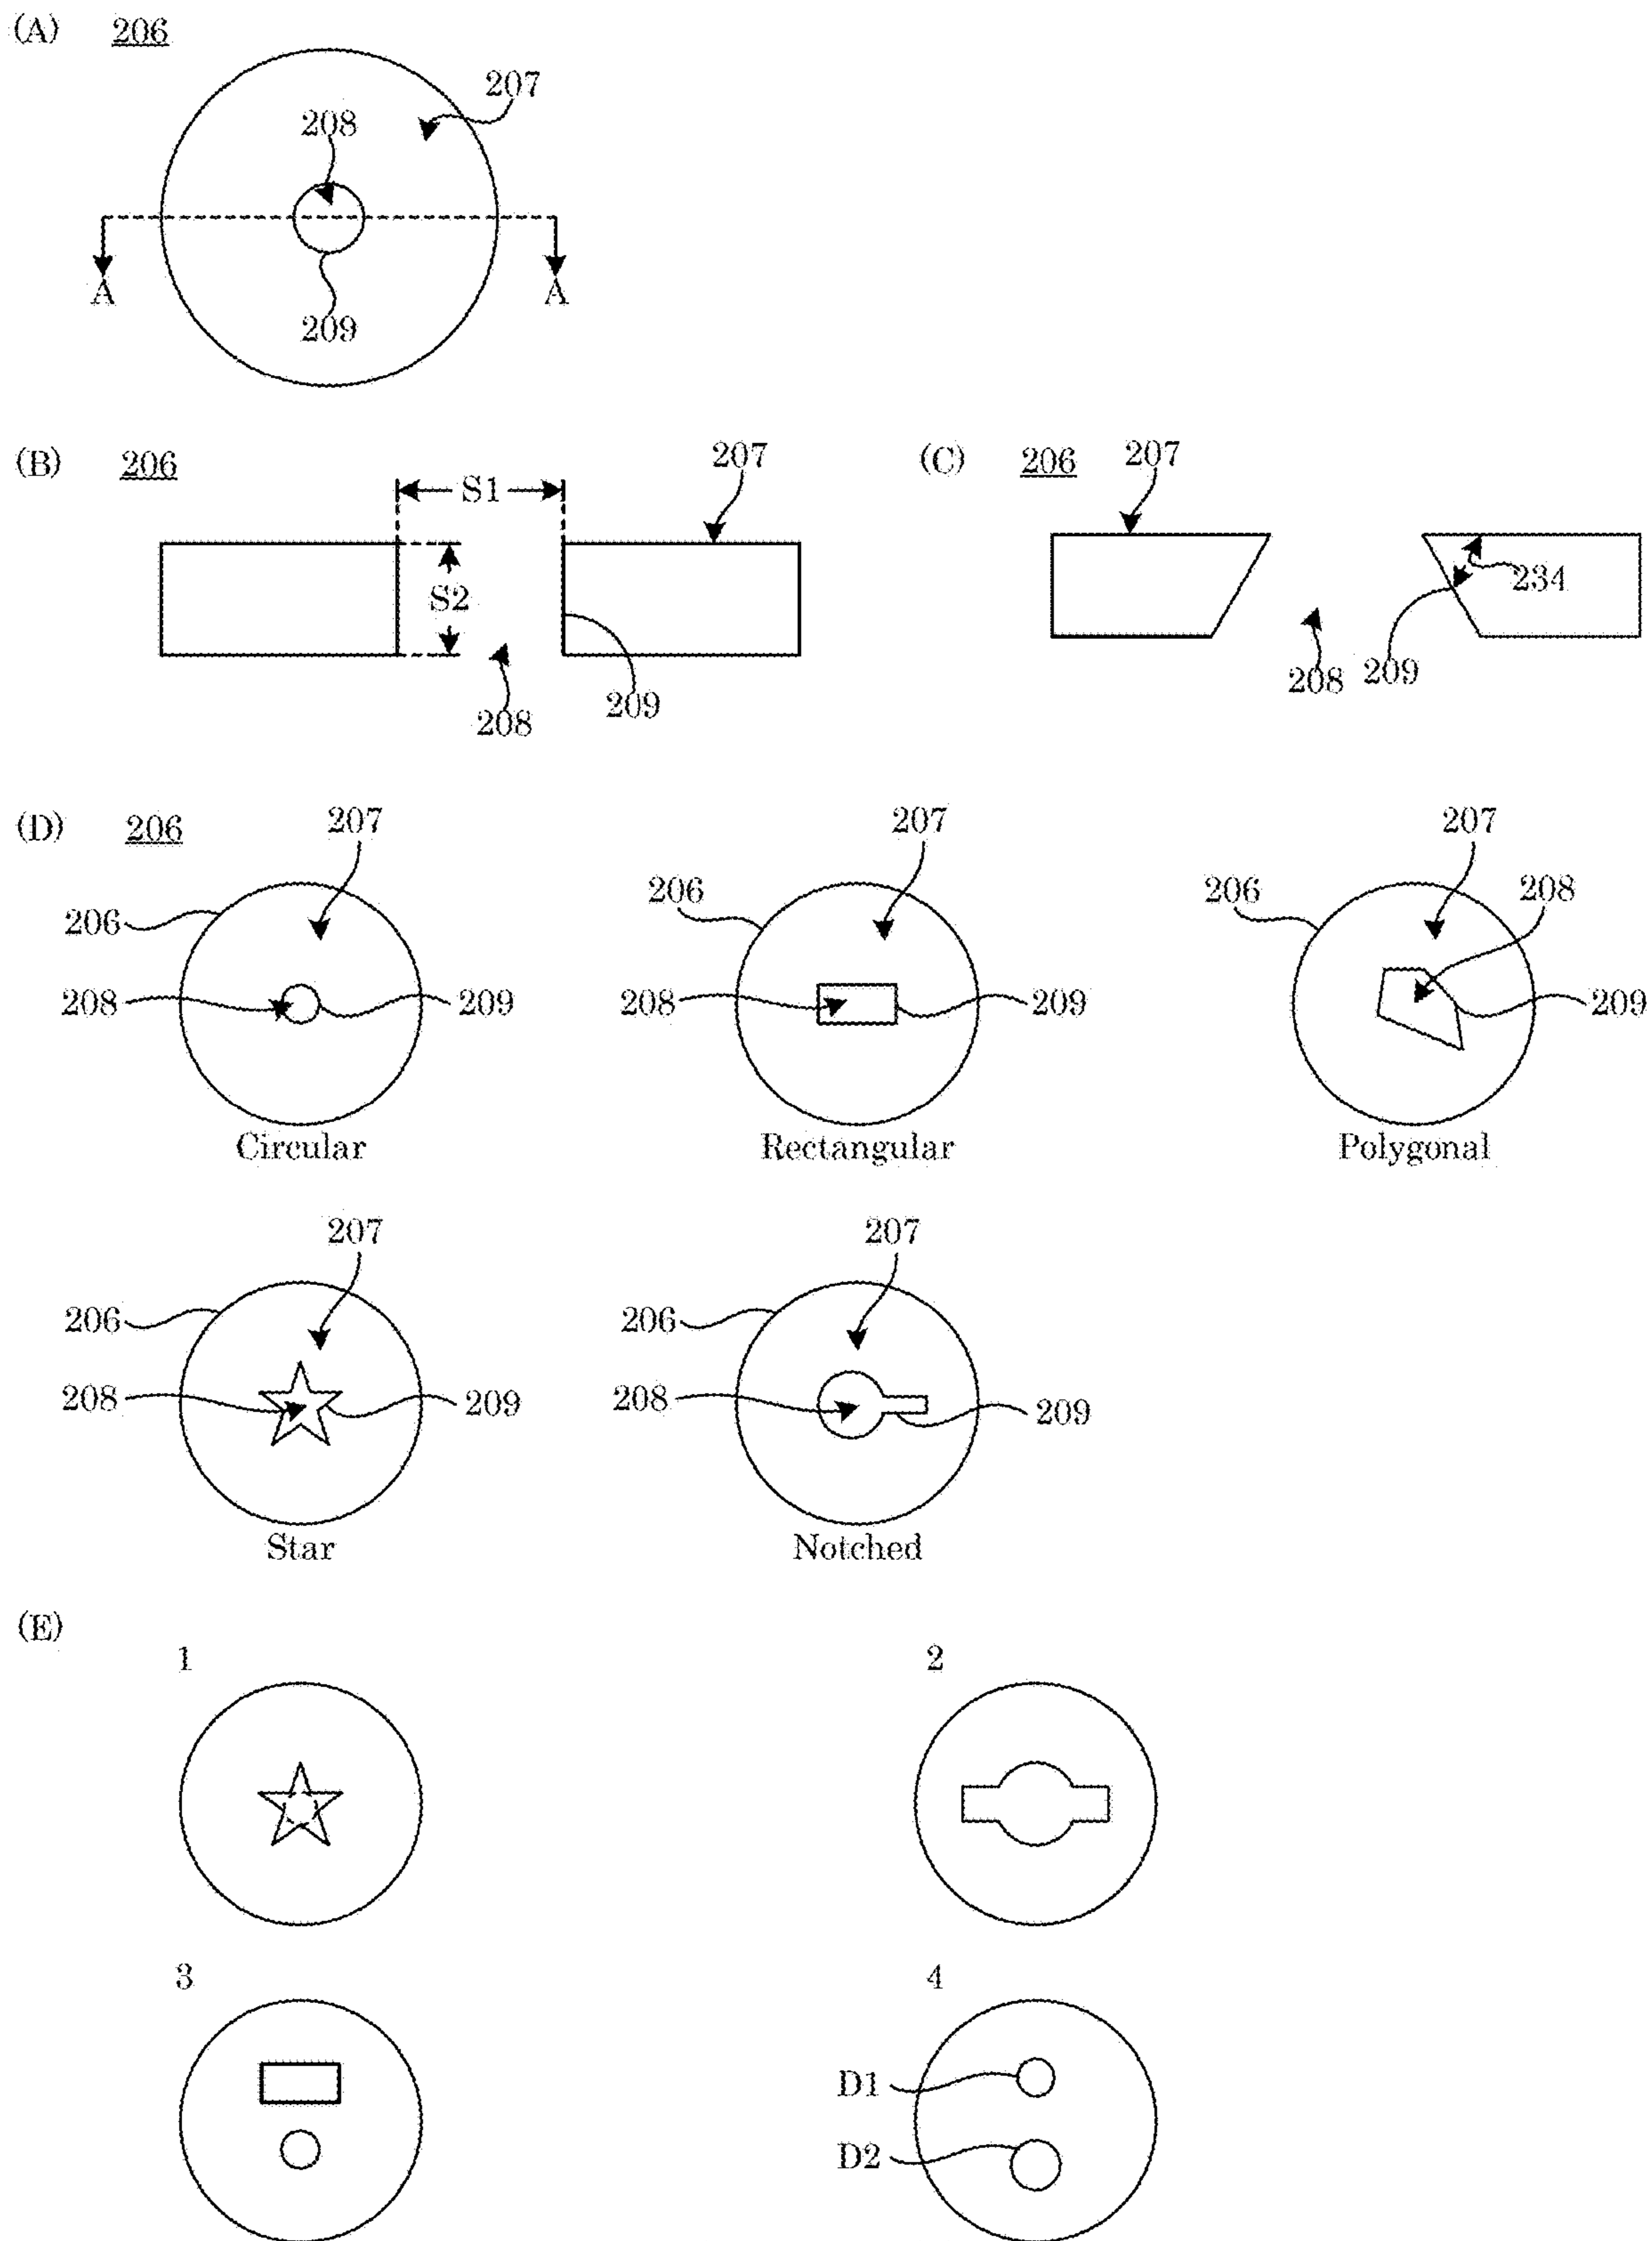 (A) 206
207
208
A A
209
(B) 206 S1 207
S2
208 209
(C) 206 207
234
208 209
(D) 206
207 207 207
206 206 206 208
208 209 208 209 209
Circular Rectangular Polygonal
207 207
206 206
208 209 208 209
Star Notched
(E)
1 2
3 4
D1
D2